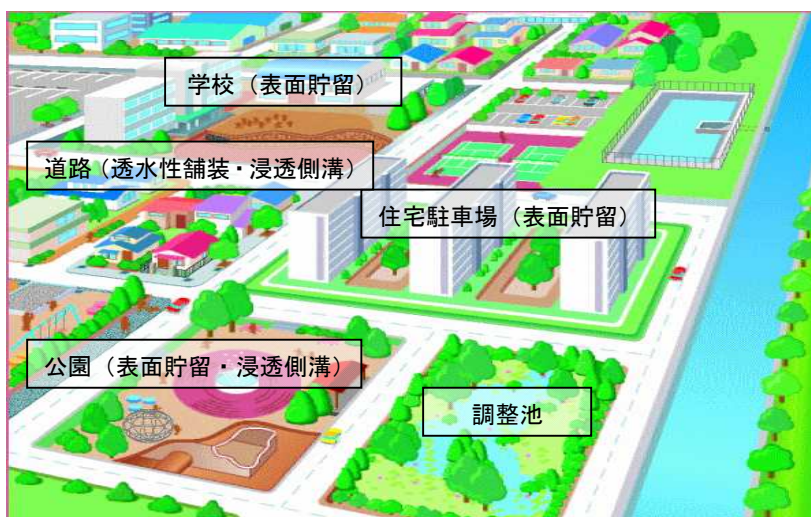 学校（表面貯留）
道路（透水性舗装・浸透側溝）
住宅駐車場（表面貯留）
公園（表面貯留・浸透側溝）
調整池